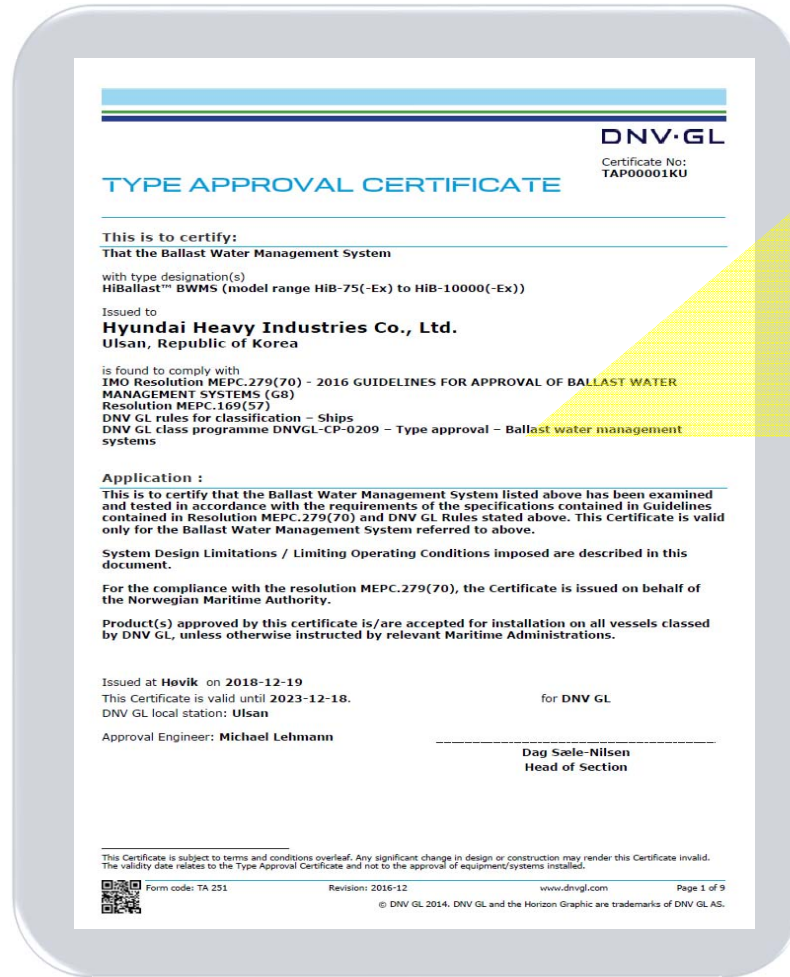 DNV·GL
Certificate No:
TAP00001KU
TYPE APPROVAL CERTIFICATE
This is to certify:
That the Ballast Water Management System
with type designation(s)
HiBallast™ BWMS (model range HiB-75(-Ex) to HiB-10000(-Ex))
Issued to
Hyundai Heavy Industries Co., Ltd.
Ulsan, Republic of Korea
is found to comply with
IMO Resolution MEPC.279(70) - 2016 GUIDELINES FOR APPROVAL OF BALLAST WATER
MANAGEMENT SYSTEMS (G8)
Resolution MEPC.169(57)
DNV GL rules for classification – Ships
DNV GL class programme DNVGL-CP-0209 – Type approval – Ballast water management
systems
Application :
This is to certify that the Ballast Water Management System listed above has been examined
and tested in accordance with the requirements of the specifications contained in Guidelines
contained in Resolution MEPC.279(70) and DNV GL Rules stated above. This Certificate is valid
only for the Ballast Water Management System referred to above.
System Design Limitations / Limiting Operating Conditions imposed are described in this
document.
For the compliance with the resolution MEPC.279(70), the Certificate is issued on behalf of
the Norwegian Maritime Authority.
Product(s) approved by this certificate is/are accepted for installation on all vessels classed
by DNV GL, unless otherwise instructed by relevant Maritime Administrations.
Issued at Høvik on 2018-12-19
This Certificate is valid until 2023-12-18.
for DNV GL
DNV GL local station: Ulsan
Approval Engineer: Michael Lehmann
Dag Sæle-Nilsen
Head of Section
This Certificate is subject to terms and conditions overleaf. Any significant change in design or construction may render this Certificate invalid.
The validity date relates to the Type Approval Certificate and not to the approval of equipment/systems installed.
Form code: TA 251 Revision: 2016-12 www.dnvgl.com Page 1 of 9
© DNV GL 2014. DNV GL and the Horizon Graphic are trademarks of DNV GL AS.